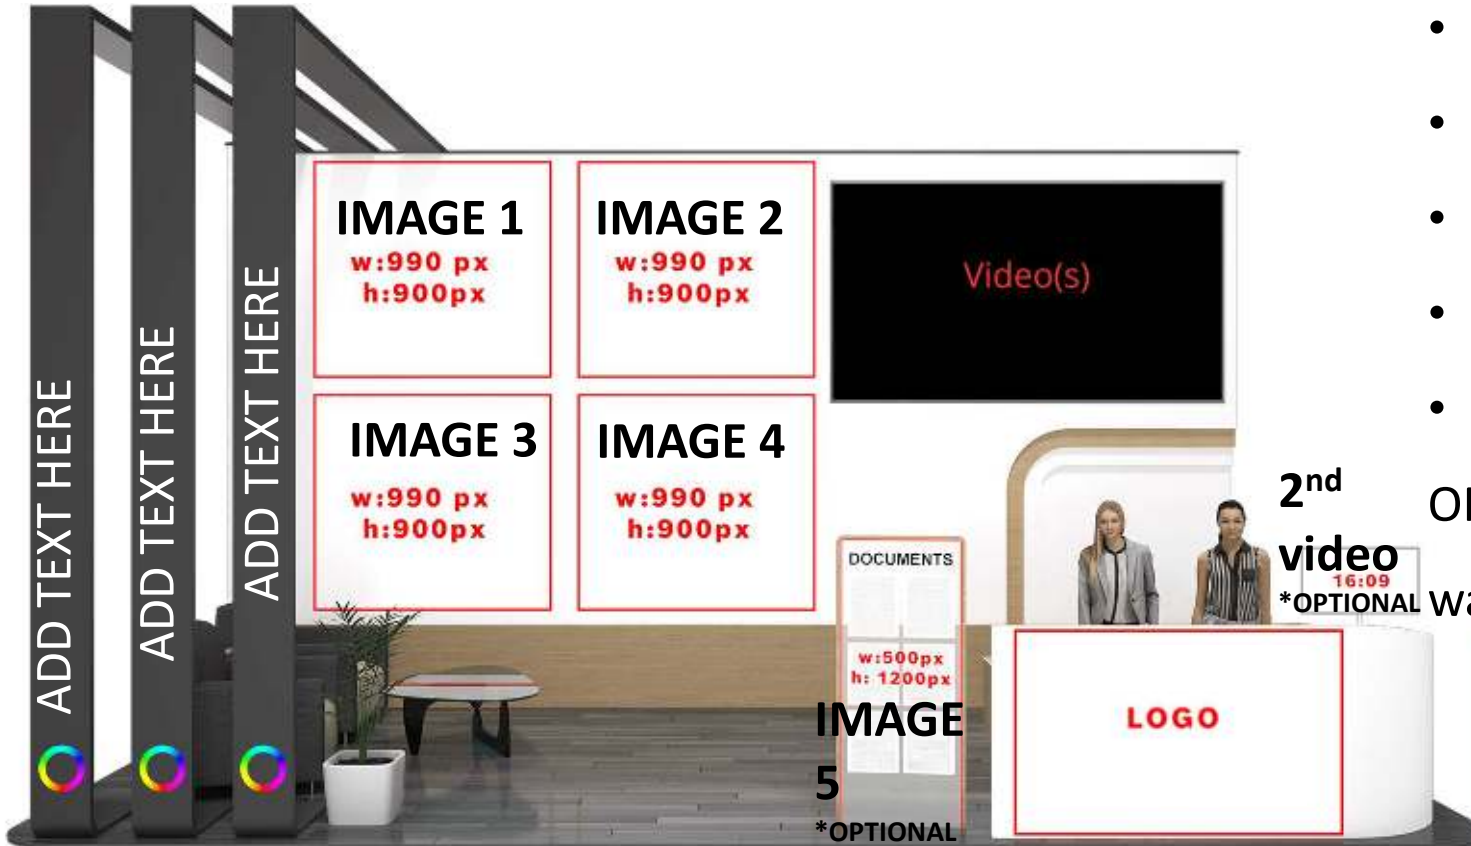 ADD TEXT HERE
ADD TEXT HERE
ADD TEXT HERE
IMAGE 1
w:990 px
h:900px
IMAGE 2
w:990 px
h:900px
Video(s)
IMAGE 3
w:990 px
h:900px
IMAGE 4
w:990 px
h:900px
DOCUMENTS
w:500px
h: 1200px
IMAGE
5
*OPTIONAL
2nd
video
16:09
*OPTIONAL
LOGO
•
•
•
•
•